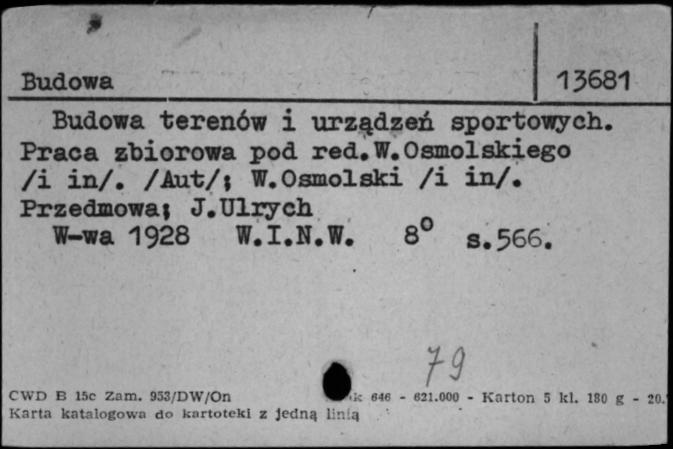 Budowa 13681
Budowa terenów i urządzeń sportowych.
Praca zbiorowa pod red.W.Osmolskiego
/i in/. /Aut/; W.Osmolski /i in/.
Przedmowa; J.Ulrych
W-wa 1928 W.I.N.W. 8° s.566.
79
CWD B 15c Zam. 953/DW/On 646 - 621.000 - Karton 5 kl. 180 g - 20.
Karta katalogowa do kartoteki z jedną linią